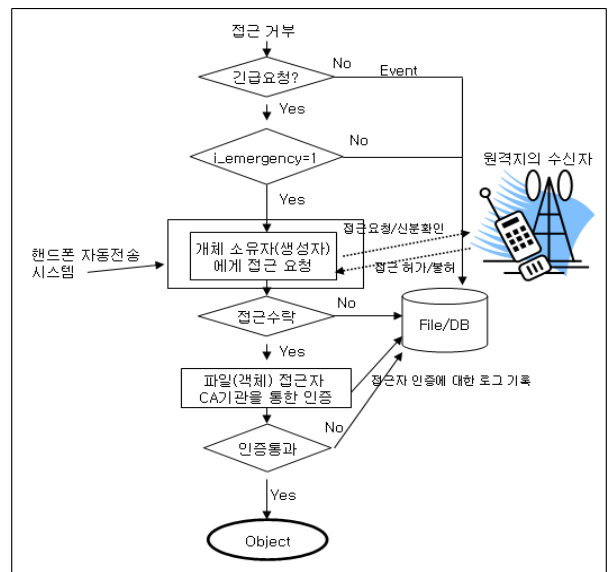 접근 거부
긴급요청?
No
Event
Yes
i_emergency=1
No
Yes
원격지의 수신자
핸드폰 자동전송
시스템
개체 소유자(생성자)
에게 접근 요청
접근요청/신분확인
접근 허가/불허
접근수락
No
File/DB
Yes
파일(객체) 접근자
CA기관을 통한 인증
접근자 인증에 대한 로그 기록
No
인증통과
Yes
Object